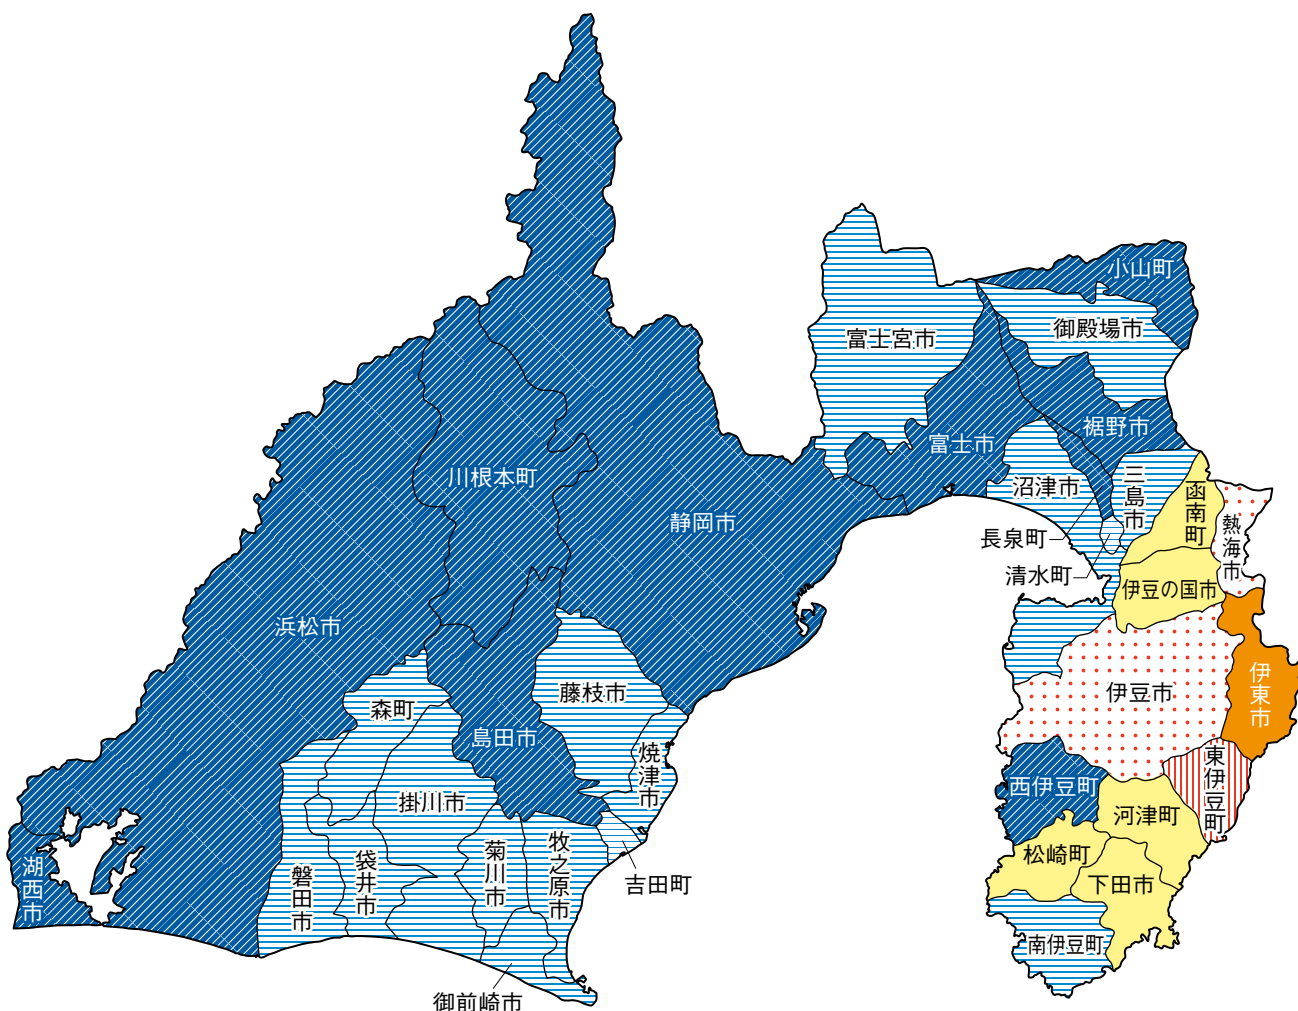 小山町
御殿場市
富士宮市
裾野市
富士市
三島市
沼津市
函南町
川根本町
静岡市
熱海市
長泉町
清水町
伊豆の国市
浜松市
伊豆市
伊東市
藤枝市
森町
島田市
焼津市
東伊豆町
西伊豆町
掛川市
河津町
松崎町
下田市
湖西市
磐田市
袋井市
菊川市
牧之原市
吉田町
南伊豆町
御前崎市